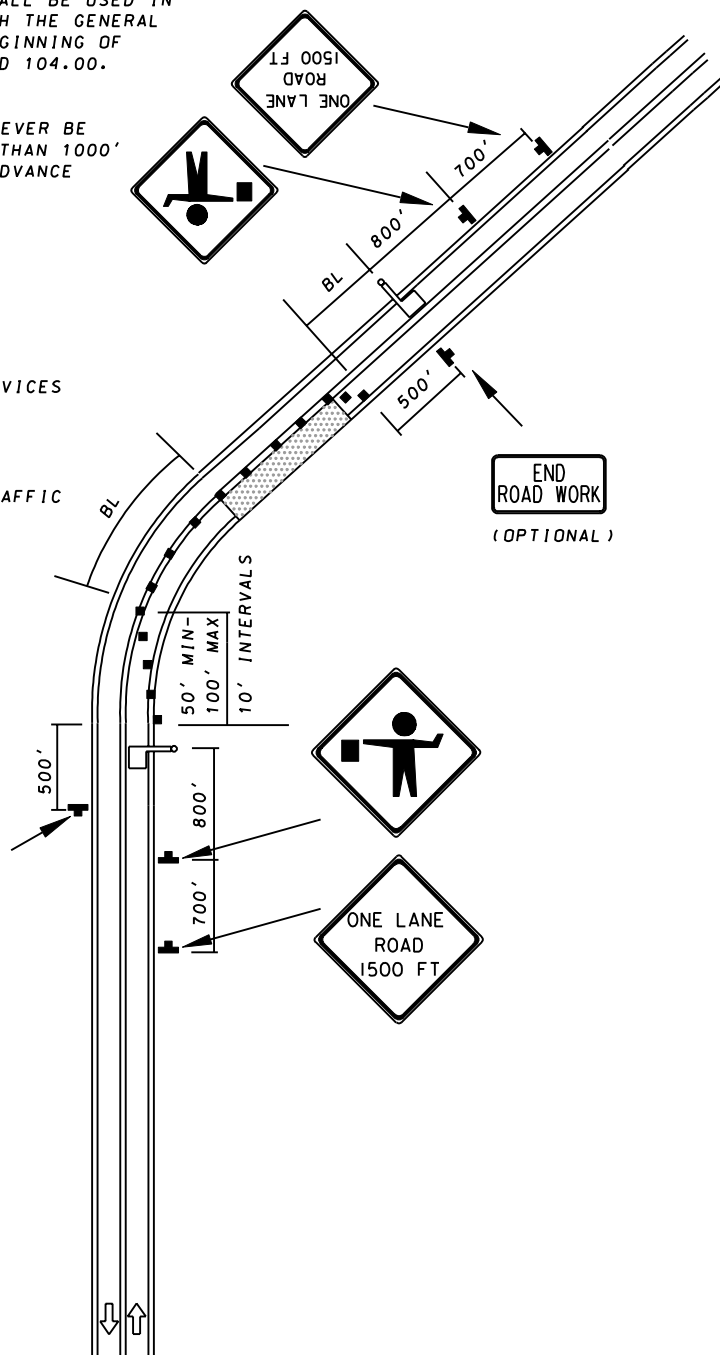 ALL BE USED IN
H THE GENERAL
GINNING OF
D 104.00.
EVER BE
THAN 1000'
DVANCE
ONE LANE
ROAD
1500 FT
700'
800'
BL
VICES
500'
AFFIC
END
ROAD WORK
(OPTIONAL)
BL
50' MIN-
100' MAX
10' INTERVALS
500'
800'
700'
ONE LANE
ROAD
1500 FT